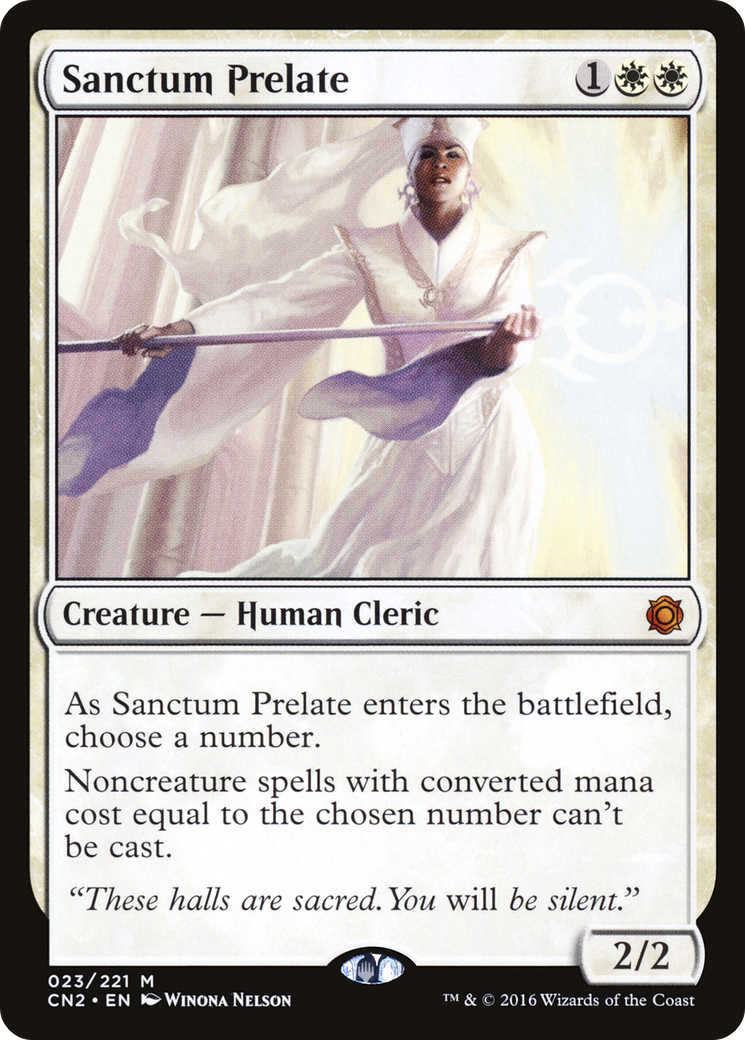 Sanctum Prelate 1
Creature — Human Cleric
As Sanctum Prelate enters the battlefield,
choose a number.
Noncreature spells with converted mana
cost equal to the chosen number can’t
be cast.
“These halls are sacred. You will be silent.”
2/2
023/221 M
CN2 • EN Winona Nelson
™ & © 2016 Wizards of the Coast